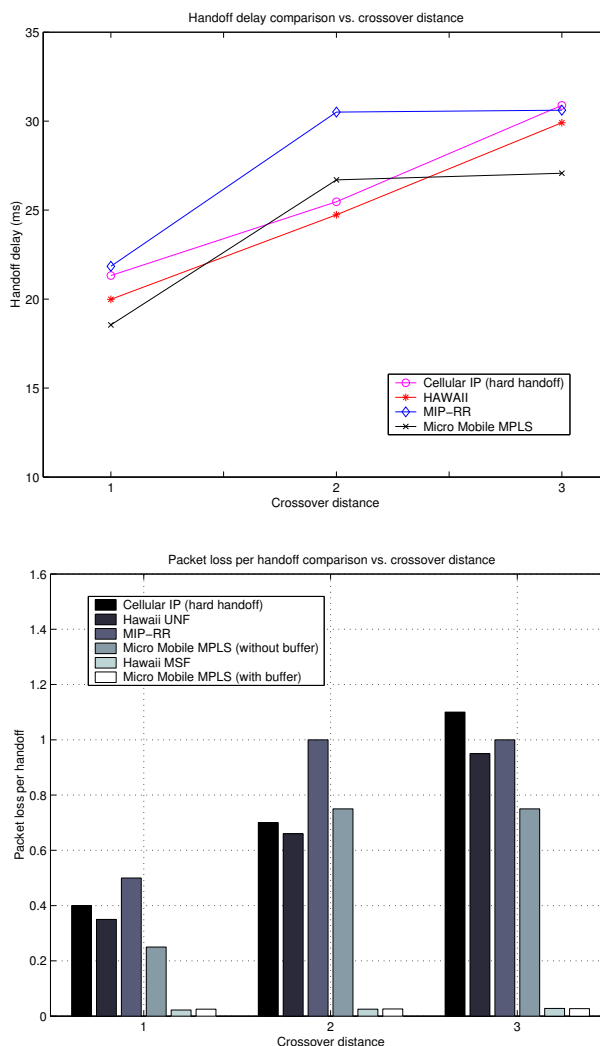 Handoff delay comparison vs. crossover distance
35
30
25
20
15
10
Handoff delay (ms)
Cellular IP (hard handoff)
HAWAII
MIP−RR
Micro Mobile MPLS
1 2 3
Crossover distance
Packet loss per handoff comparison vs. crossover distance
1.6
1.4
1.2
1
0.8
0.6
0.4
0.2
0
Packet loss per handoff
Cellular IP (hard handoff)
Hawaii UNF
MIP−RR
Micro Mobile MPLS (without buffer)
Hawaii MSF
Micro Mobile MPLS (with buffer)
1 2 3
Crossover distance